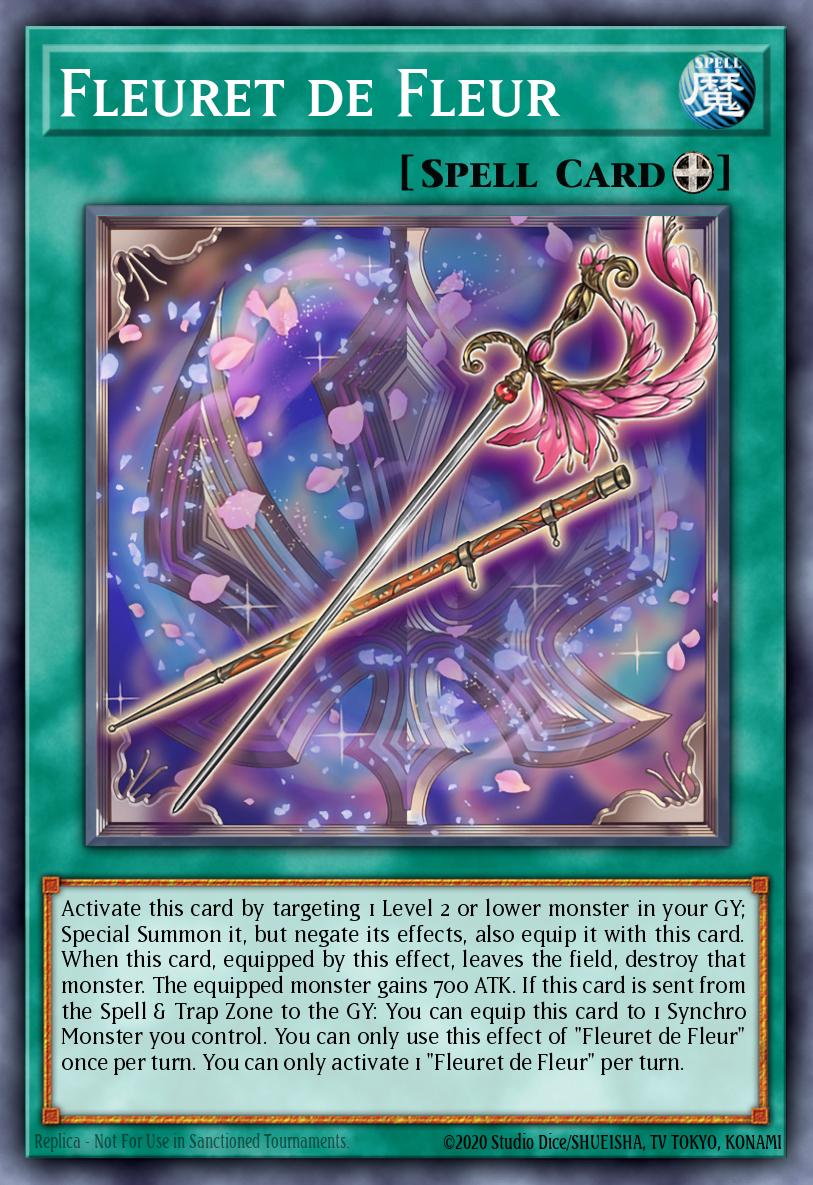 Fleuret de Fleur
SPELL
魔
[Spell Card]
Activate this card by targeting 1 Level 2 or lower monster in your GY;
Special Summon it, but negate its effects, also equip it with this card.
When this card, equipped by this effect, leaves the field, destroy that
monster. The equipped monster gains 700 ATK. If this card is sent from
the Spell & Trap Zone to the GY: You can equip this card to 1 Synchro
Monster you control. You can only use this effect of "Fleuret de Fleur"
once per turn. You can only activate 1 "Fleuret de Fleur" per turn.
Replica - Not For Use in Sanctioned Tournaments.
©2020 Studio Dice/SHUEISHA, TV TOKYO, KONAMI